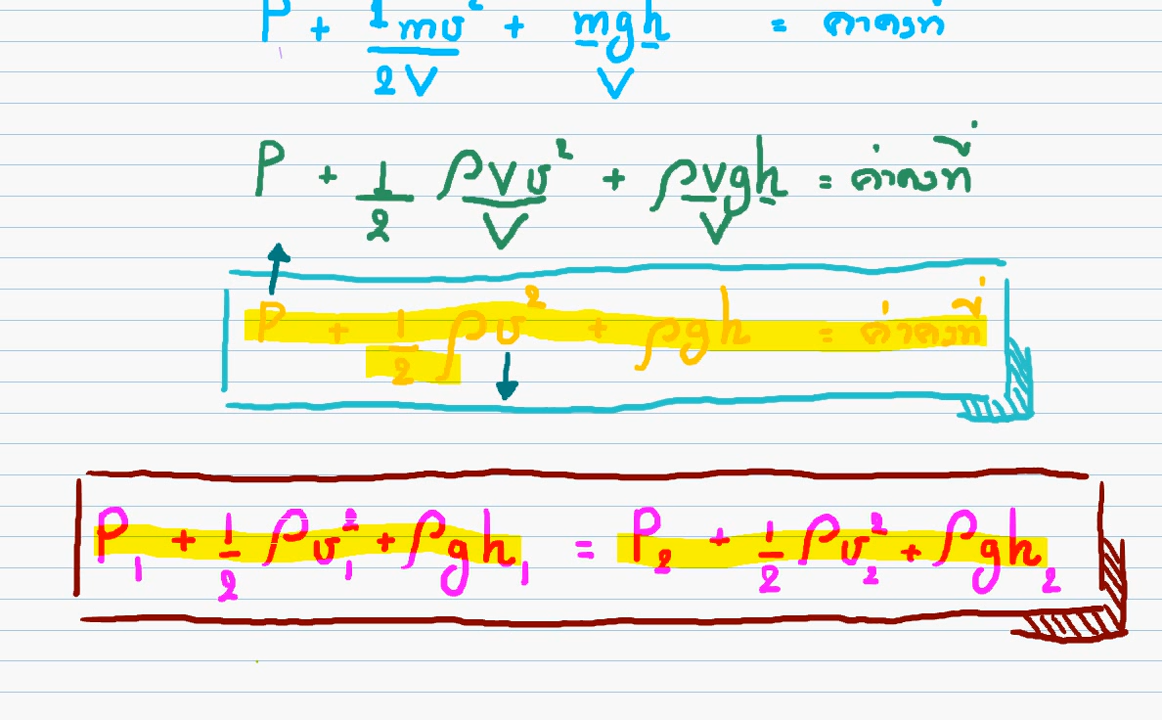 P + 1mv²/2V + mgh/V = ค่าคงที่
P + 1/2 ρVv²/V + ρVgh/V = ค่าคงที่
P + 1/2 ρv² + ρgh = ค่าคงที่
P₁ + 1/2 ρv₁² + ρgh₁ = P₂ + 1/2 ρv₂² + ρgh₂